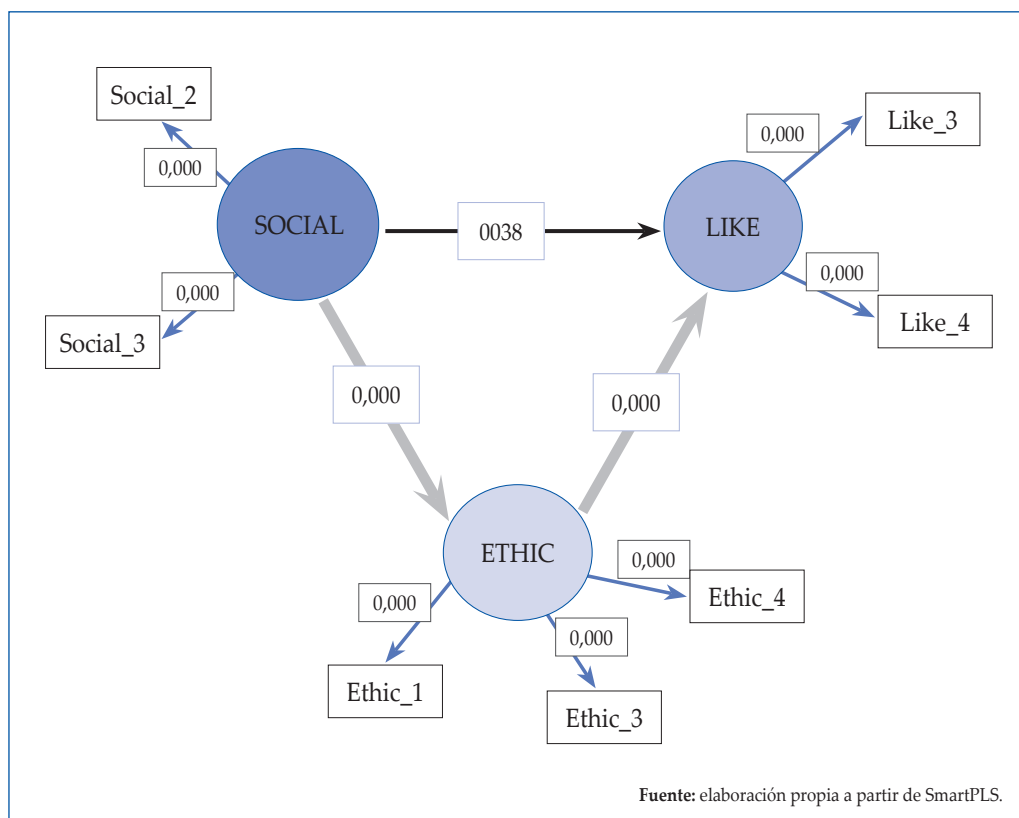 Social_2
0,000
Like_3
0,000
SOCIAL
0038
LIKE
0,000
Social_3
0,000
Like_4
0,000
0,000
ETHIC
0,000
Ethic_4
0,000
0,000
Ethic_1
Ethic_3
Fuente: elaboración propia a partir de SmartPLS.